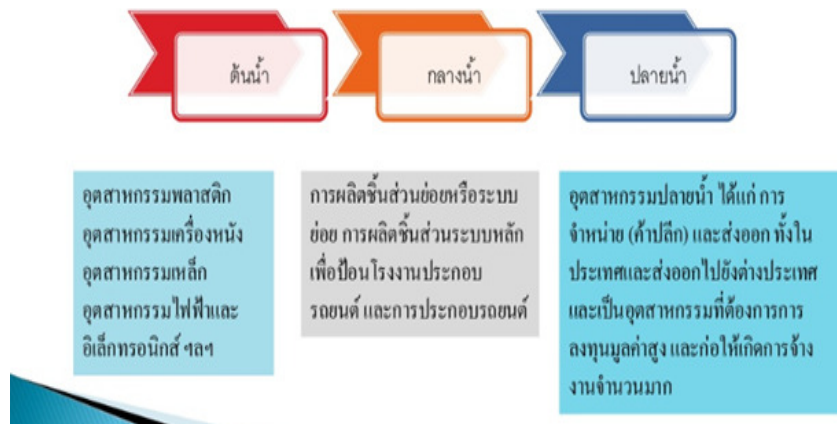 ต้นน้ำ
กลางน้ำ
ปลายน้ำ
อุตสาหกรรมพลาสติก
อุตสาหกรรมเครื่องหนัง
อุตสาหกรรมเหล็ก
อุตสาหกรรมไฟฟ้าและ
อิเล็กทรอนิกส์ ฯลฯ
การผลิตชิ้นส่วนย่อยหรือระบบ
ย่อย การผลิตชิ้นส่วนระบบหลัก
เพื่อป้อนโรงงานประกอบ
รถยนต์ และการประกอบรถยนต์
อุตสาหกรรมปลายน้ำ ได้แก่ การ
จำหน่าย (ค้าปลีก) และส่งออก ทั้งใน
ประเทศและส่งออกไปยังต่างประเทศ
และเป็นอุตสาหกรรมที่ต้องการการ
ลงทุนมูลค่าสูง และก่อให้เกิดการจ้าง
งานจำนวนมาก